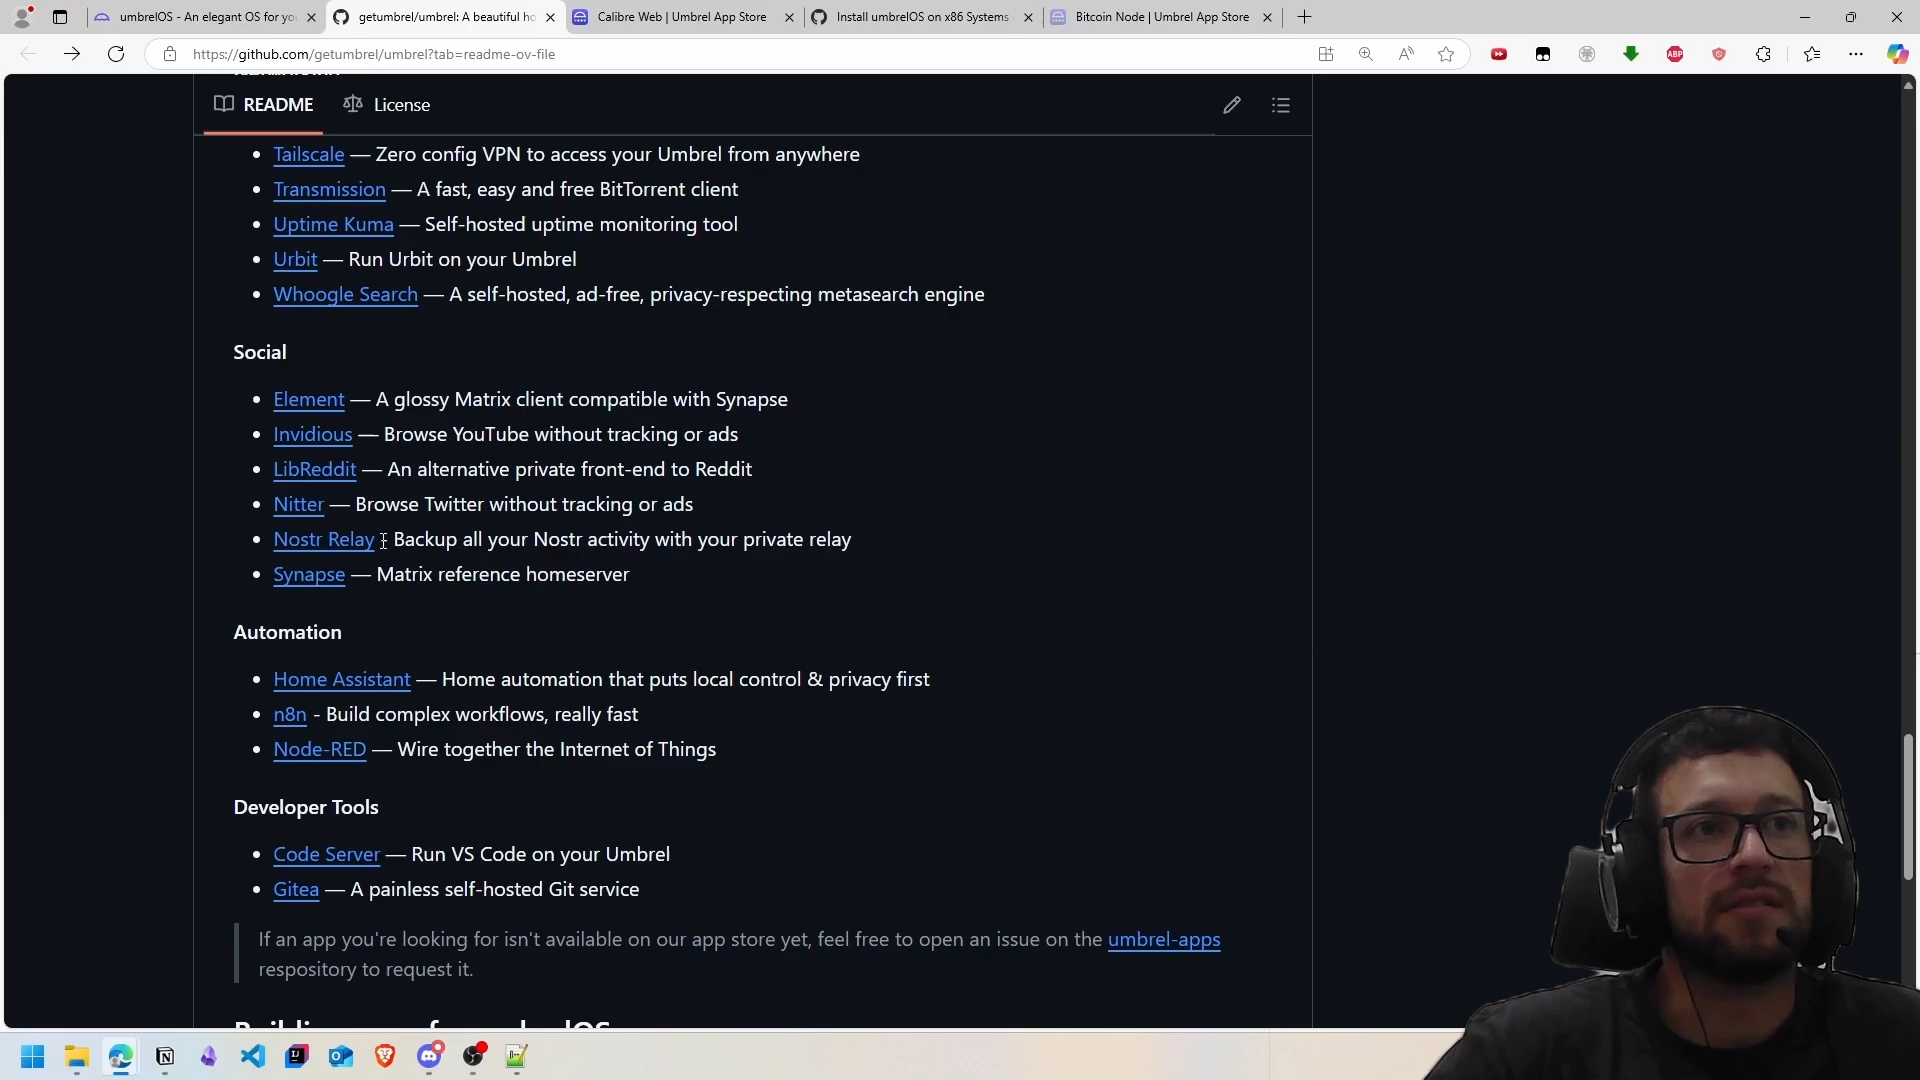 umbrelOS - An elegant OS for yo
getumbrel/umbrel: A beautiful ho
Calibre Web | Umbrel App Store
Install umbrelOS on x86 Systems
Bitcoin Node | Umbrel App Store
https://github.com/getumbrel/umbrel?tab=readme-ov-file
ABP
README
License
Tailscale — Zero config VPN to access your Umbrel from anywhere
Transmission — A fast, easy and free BitTorrent client
Uptime Kuma — Self-hosted uptime monitoring tool
Urbit — Run Urbit on your Umbrel
Whoogle Search — A self-hosted, ad-free, privacy-respecting metasearch engine
Social
Element — A glossy Matrix client compatible with Synapse
Invidious — Browse YouTube without tracking or ads
LibReddit — An alternative private front-end to Reddit
Nitter — Browse Twitter without tracking or ads
Nostr Relay - Backup all your Nostr activity with your private relay
Synapse — Matrix reference homeserver
Automation
Home Assistant — Home automation that puts local control & privacy first
n8n - Build complex workflows, really fast
Node-RED — Wire together the Internet of Things
Developer Tools
Code Server — Run VS Code on your Umbrel
Gitea — A painless self-hosted Git service
If an app you're looking for isn't available on our app store yet, feel free to open an issue on the umbrel-apps
respository to request it.